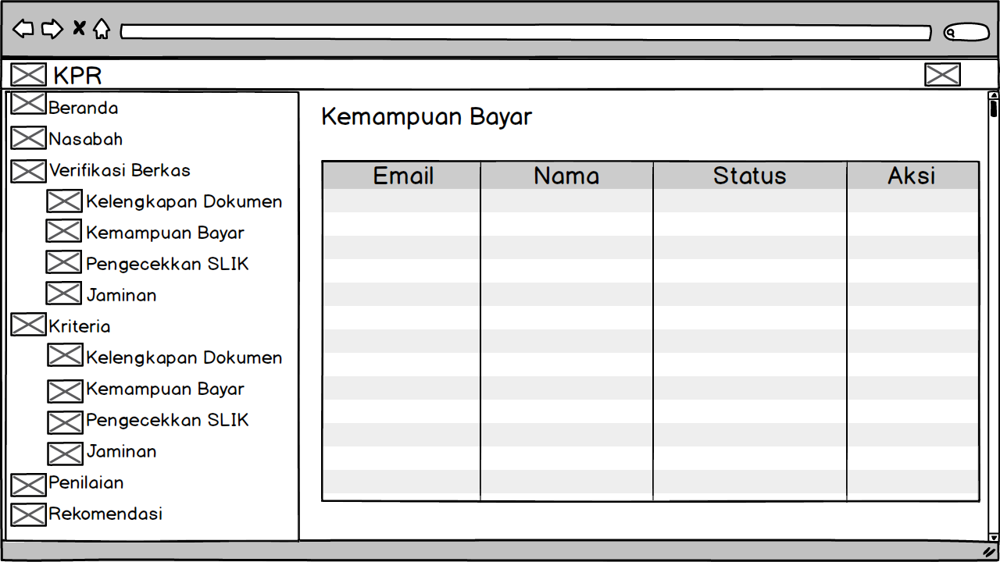 KPR
Beranda
Nasabah
Verifikasi Berkas
Kelengkapan Dokumen
Kemampuan Bayar
Pengecekkan SLIK
Jaminan
Kriteria
Kelengkapan Dokumen
Kemampuan Bayar
Pengecekkan SLIK
Jaminan
Penilaian
Rekomendasi
Kemampuan Bayar
Email Nama Status Aksi